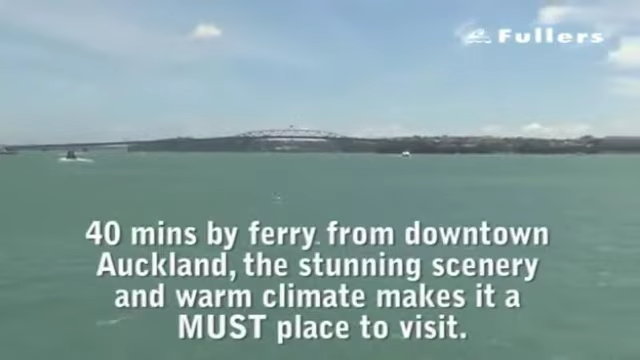 Fullers
40 mins by ferry from downtown
Auckland, the stunning scenery
and warm climate makes it a
MUST place to visit.